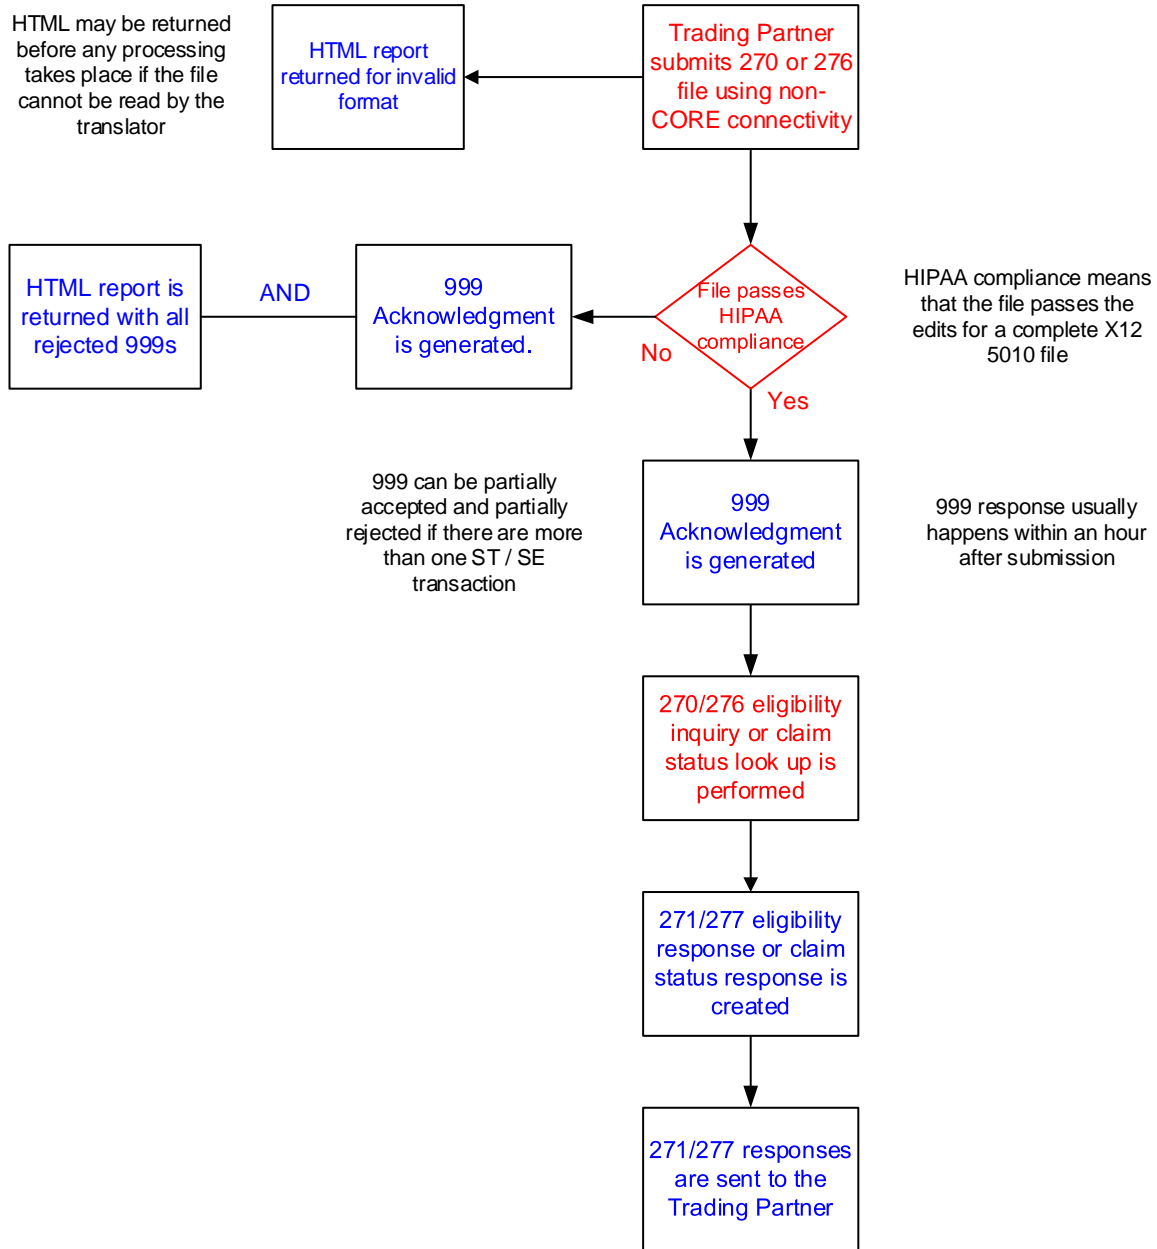 HTML may be returned
before any processing
takes place if the file
cannot be read by the
translator
HTML report
returned for invalid
format
Trading Partner
submits 270 or 276
file using non-
CORE connectivity
HTML report is
returned with all
rejected 999s
AND
999
Acknowledgment
is generated.
No
File passes
HIPAA
compliance
Yes
HIPAA compliance means
that the file passes the
edits for a complete X12
5010 file
999 can be partially
accepted and partially
rejected if there are more
than one ST / SE
transaction
999
Acknowledgment
is generated
999 response usually
happens within an hour
after submission
270/276 eligibility
inquiry or claim
status look up is
performed
271/277 eligibility
response or claim
status response is
created
271/277 responses
are sent to the
Trading Partner